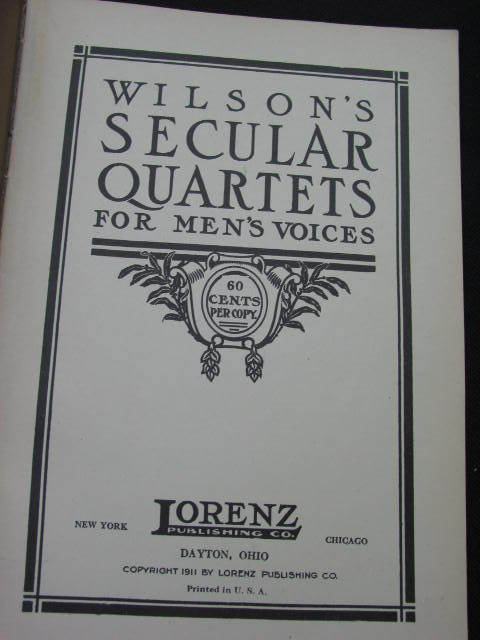 WILSON'S
SECULAR
QUARTETS
FOR MEN'S VOICES
60
CENTS
PER COPY
LORENZ
PUBLISHING CO.
NEW YORK
CHICAGO
DAYTON, OHIO
COPYRIGHT 1911 BY LORENZ PUBLISHING CO.
Printed in U. S. A.